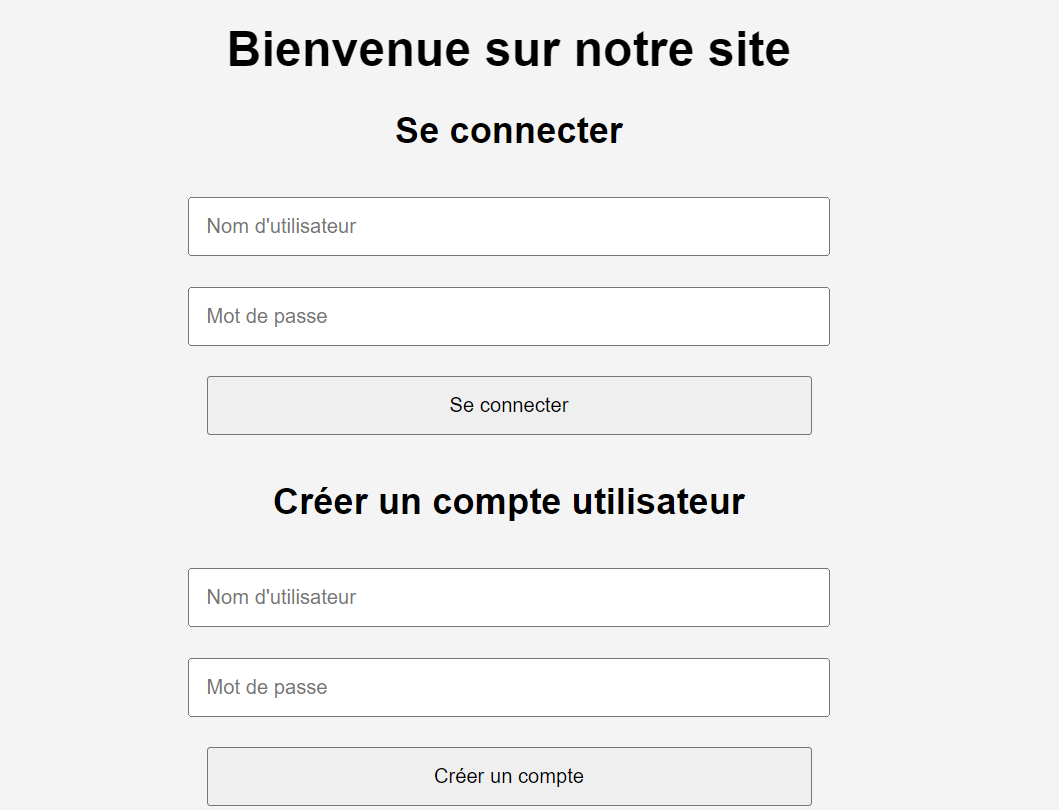 Bienvenue sur notre site
Se connecter
Nom d'utilisateur
Mot de passe
Se connecter
Créer un compte utilisateur
Nom d'utilisateur
Mot de passe
Créer un compte